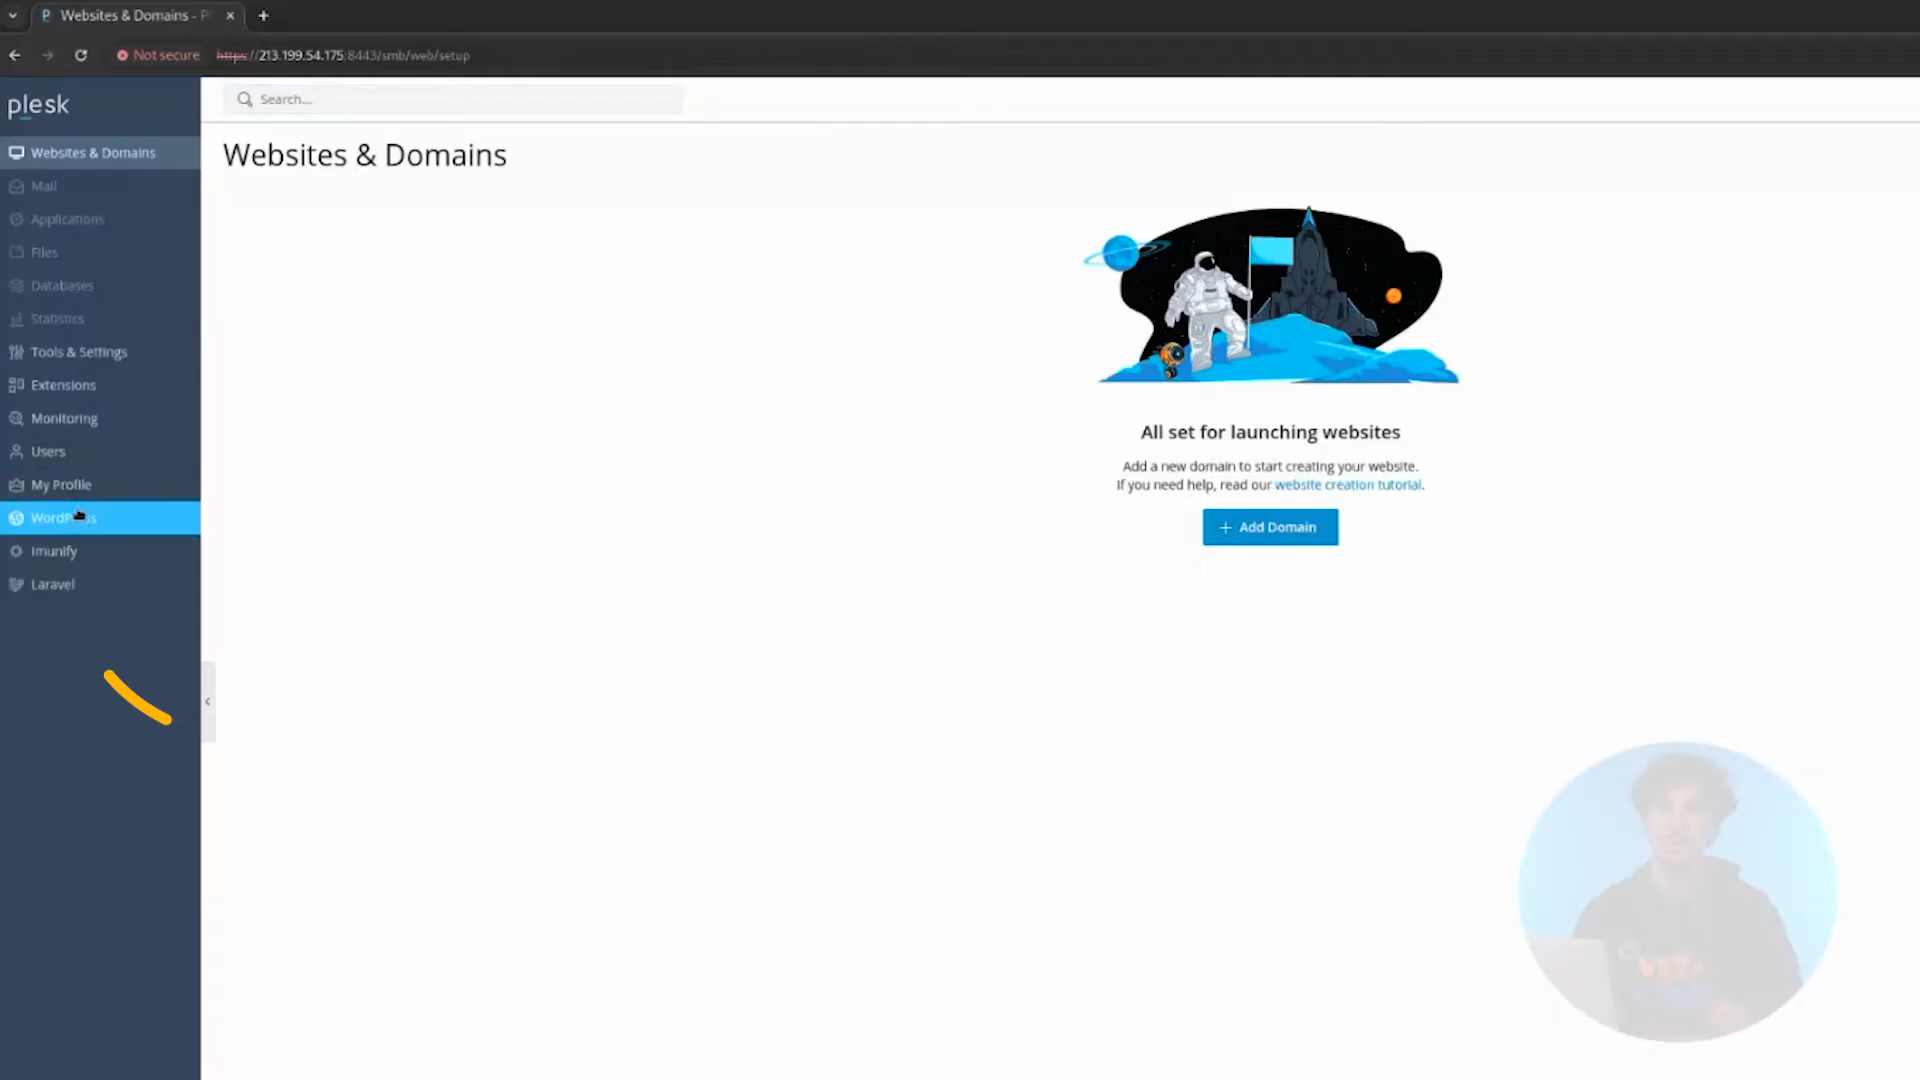 Websites & Domains - P
Not secure https://213.199.54.175:8443/smb/web/setup
plesk
Search...
Websites & Domains
Websites & Domains
Mail
Applications
Files
Databases
Statistics
Tools & Settings
Extensions
Monitoring
Users
My Profile
WordPress
Imunify
Laravel
All set for launching websites
Add a new domain to start creating your website.
If you need help, read our website creation tutorial.
+ Add Domain